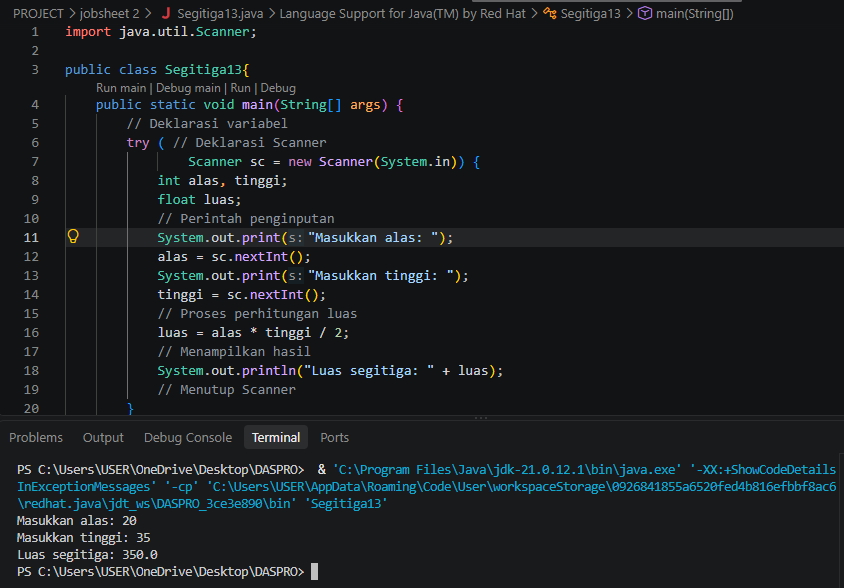 PROJECT > jobsheet 2 > J Segitiga13.java > Language Support for Java(TM) by Red Hat > Segitiga13 > main(String[])
1 import java.util.Scanner;
2
3 public class Segitiga13{
Run main | Debug main | Run | Debug
4 public static void main(String[] args) {
5 // Deklarasi variabel
6 try ( // Deklarasi Scanner
7 Scanner sc = new Scanner(System.in)) {
8 int alas, tinggi;
9 float luas;
10 // Perintah penginputan
11 System.out.print(s: "Masukkan alas: ");
12 alas = sc.nextInt();
13 System.out.print(s: "Masukkan tinggi: ");
14 tinggi = sc.nextInt();
15 // Proses perhitungan luas
16 luas = alas * tinggi / 2;
17 // Menampilkan hasil
18 System.out.println("Luas segitiga: " + luas);
19 // Menutup Scanner
20 }
Problems Output Debug Console Terminal Ports
PS C:\Users\USER\OneDrive\Desktop\DASPRO> & 'C:\Program Files\Java\jdk-21.0.12.1\bin\java.exe' '-XX:+ShowCodeDetails
InExceptionMessages' '-cp' 'C:\Users\USER\AppData\Roaming\Code\User\workspaceStorage\0926841855a6520fed4b816efbbf8ac6
\redhat.java\jdt_ws\DASPRO_3ce3e890\bin' 'Segitiga13'
Masukkan alas: 20
Masukkan tinggi: 35
Luas segitiga: 350.0
PS C:\Users\USER\OneDrive\Desktop\DASPRO>